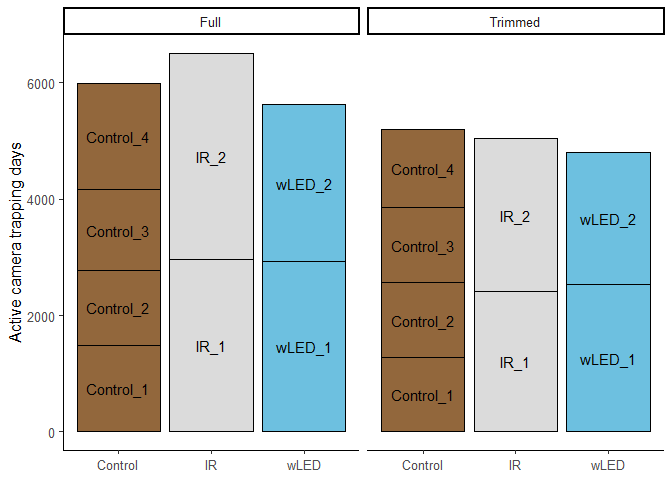 Full
Trimmed
Active camera trapping days
6000
4000
2000
0
Control_4
Control_3
Control_2
Control_1
IR_2
IR_1
wLED_2
wLED_1
Control_4
Control_3
Control_2
Control_1
IR_2
IR_1
wLED_2
wLED_1
Control IR wLED
Control IR wLED